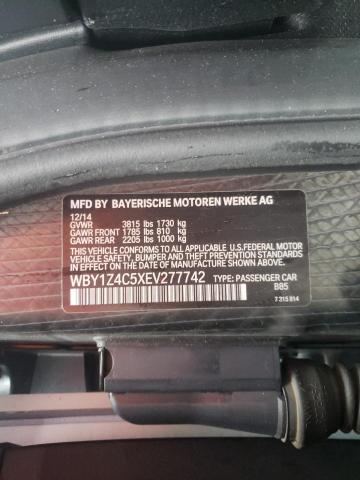 MFD BY BAYERISCHE MOTOREN WERKE AG
12/14
GVWR 3815 lbs 1730 kg
GAWR FRONT 1785 lbs 810 kg
GAWR REAR 2205 lbs 1000 kg
THIS VEHICLE CONFORMS TO ALL APPLICABLE U.S.FEDERAL MOTOR
VEHICLE SAFETY, BUMPER, AND THEFT PREVENTION
STANDARDS IN EFFECT ON THE DATE OF MANUFACTURE SHOWN ABOVE.
WBY1Z4C5XEV277742 TYPE: PASSENGER CAR
B85
7 315 814